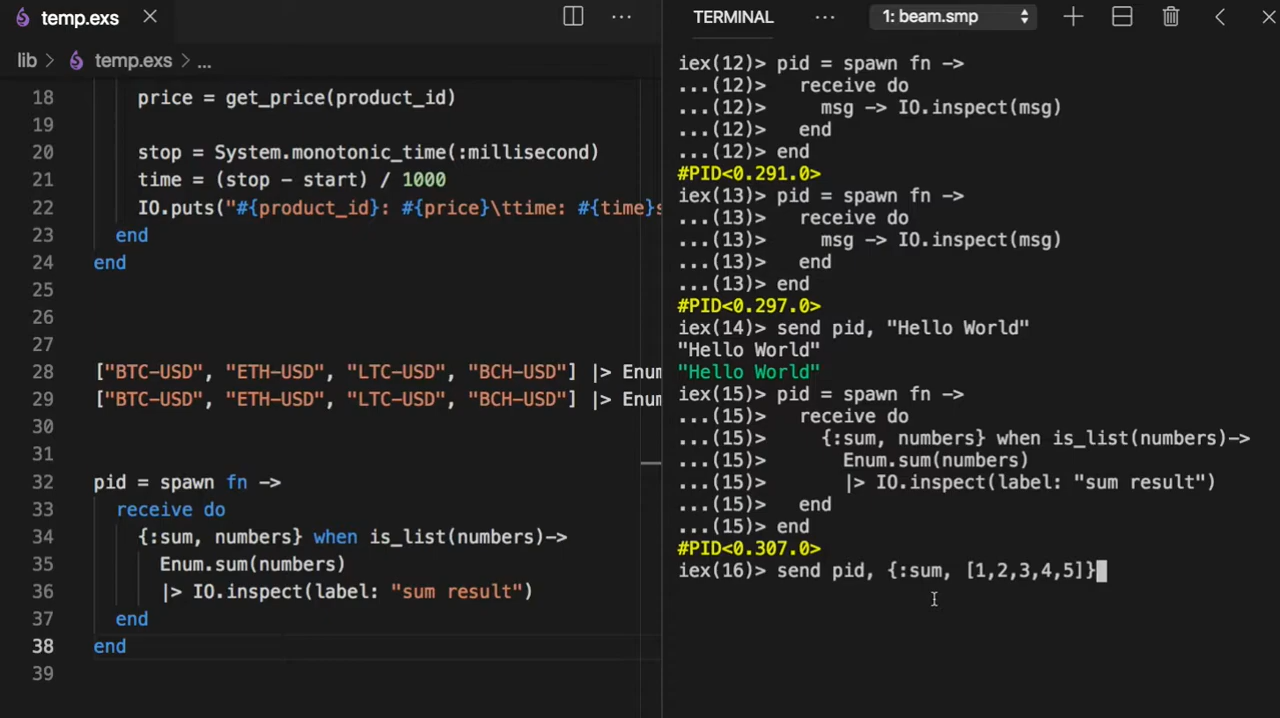 temp.exs
lib > temp.exs > ...
18 price = get_price(product_id)
19
20 stop = System.monotonic_time(:millisecond)
21 time = (stop - start) / 1000
22 IO.puts("#{product_id}: #{price}\ttime: #{time}s
23 end
24 end
25
26
27
28 ["BTC-USD", "ETH-USD", "LTC-USD", "BCH-USD"] |> Enum
29 ["BTC-USD", "ETH-USD", "LTC-USD", "BCH-USD"] |> Enum
30
31
32 pid = spawn fn ->
33 receive do
34 {:sum, numbers} when is_list(numbers)->
35 Enum.sum(numbers)
36 |> IO.inspect(label: "sum result")
37 end
38 end
39
TERMINAL ... 1: beam.smp
iex(12)> pid = spawn fn ->
...(12)> receive do
...(12)> msg -> IO.inspect(msg)
...(12)> end
...(12)> end
#PID<0.291.0>
iex(13)> pid = spawn fn ->
...(13)> receive do
...(13)> msg -> IO.inspect(msg)
...(13)> end
...(13)> end
#PID<0.297.0>
iex(14)> send pid, "Hello World"
"Hello World"
"Hello World"
iex(15)> pid = spawn fn ->
...(15)> receive do
...(15)> {:sum, numbers} when is_list(numbers)->
...(15)> Enum.sum(numbers)
...(15)> |> IO.inspect(label: "sum result")
...(15)> end
...(15)> end
#PID<0.307.0>
iex(16)> send pid, {:sum, [1,2,3,4,5]}